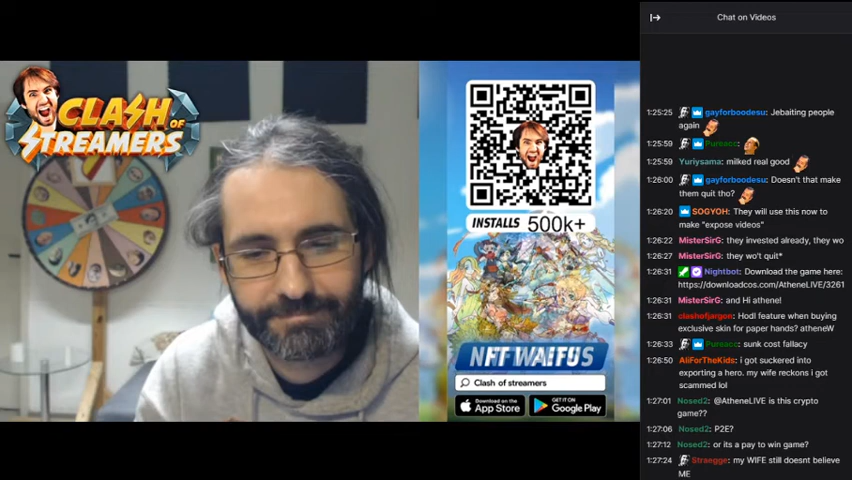 CLASH
OF
STREAMERS
INSTALLS 500k+
NFT WAIFUS
Clash of streamers
Download on the
App Store
GET IT ON
Google Play
Chat on Videos
1:25:25 gayforboodesu: Jebaiting people
again
1:25:59 Pureacc:
1:25:59 Yuriysama: milked real good
1:26:00 gayforboodesu: Doesn't that make
them quit tho?
1:26:20 SOGYOH: They will use this now to
make "expose videos"
1:26:22 MisterSirG: they invested already, they wo
1:26:27 MisterSirG: they wo't quit*
1:26:31 Nightbot: Download the game here:
https://downloadcos.com/AtheneLIVE/3261
1:26:31 MisterSirG: and Hi athene!
1:26:31 clashofjargon: Hodl feature when buying
exclusive skin for paper hands? atheneW
1:26:33 Pureacc: sunk cost fallacy
1:26:50 AliForTheKids: i got suckered into
exporting a hero. my wife reckons i got
scammed lol
1:27:01 Nosed2: @AtheneLIVE is this crypto
game??
1:27:06 Nosed2: P2E?
1:27:12 Nosed2: or its a pay to win game?
1:27:24 Strangge: my WIFE still doesnt believe
ME